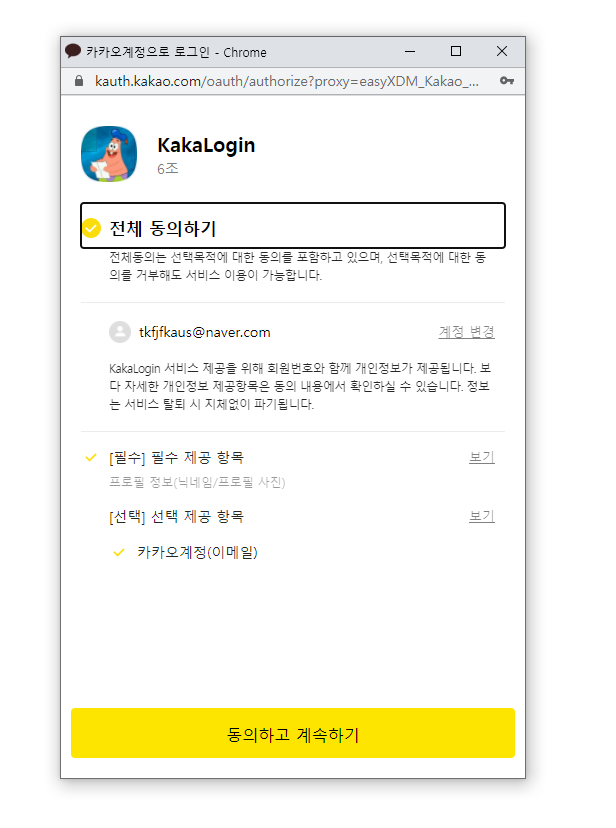 카카오계정으로 로그인 - Chrome
kauth.kakao.com/oauth/authorize?proxy=easyXDM_Kakao_...
KakaLogin
6조
전체 동의하기
전체동의는 선택목적에 대한 동의를 포함하고 있으며, 선택목적에 대한 동
의를 거부해도 서비스 이용이 가능합니다.
tkfjfkaus@naver.com 계정 변경
KakaLogin 서비스 제공을 위해 회원번호와 함께 개인정보가 제공됩니다. 보
다 자세한 개인정보 제공항목은 동의 내용에서 확인하실 수 있습니다. 정보
는 서비스 탈퇴 시 지체없이 파기됩니다.
[필수] 필수 제공 항목 보기
프로필 정보(닉네임/프로필 사진)
[선택] 선택 제공 항목 보기
카카오계정(이메일)
동의하고 계속하기